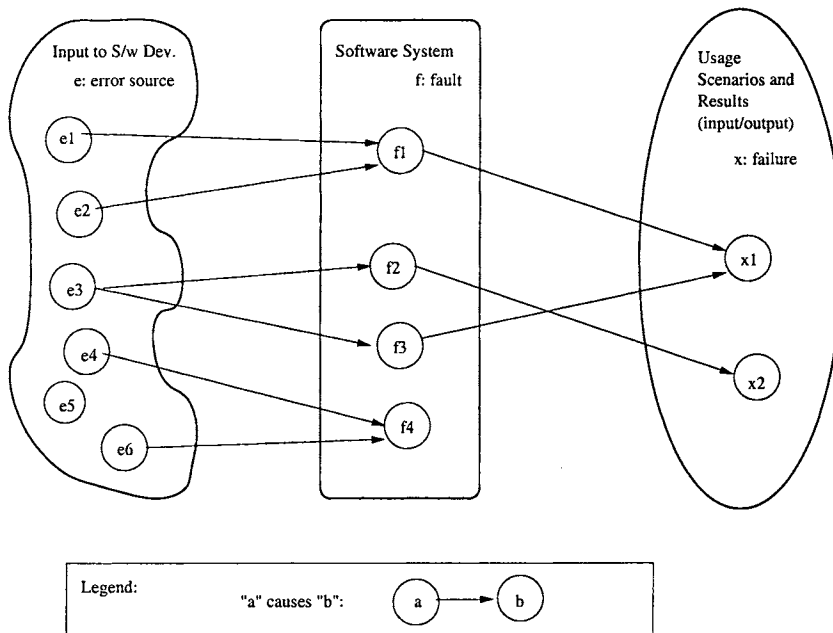 Input to S/w Dev.
e: error source
e1
e2
e3
e4
e5
e6
Software System
f: fault
f1
f2
f3
f4
Usage
Scenarios and
Results
(input/output)
x: failure
x1
x2
Legend:
"a" causes "b":
a
b